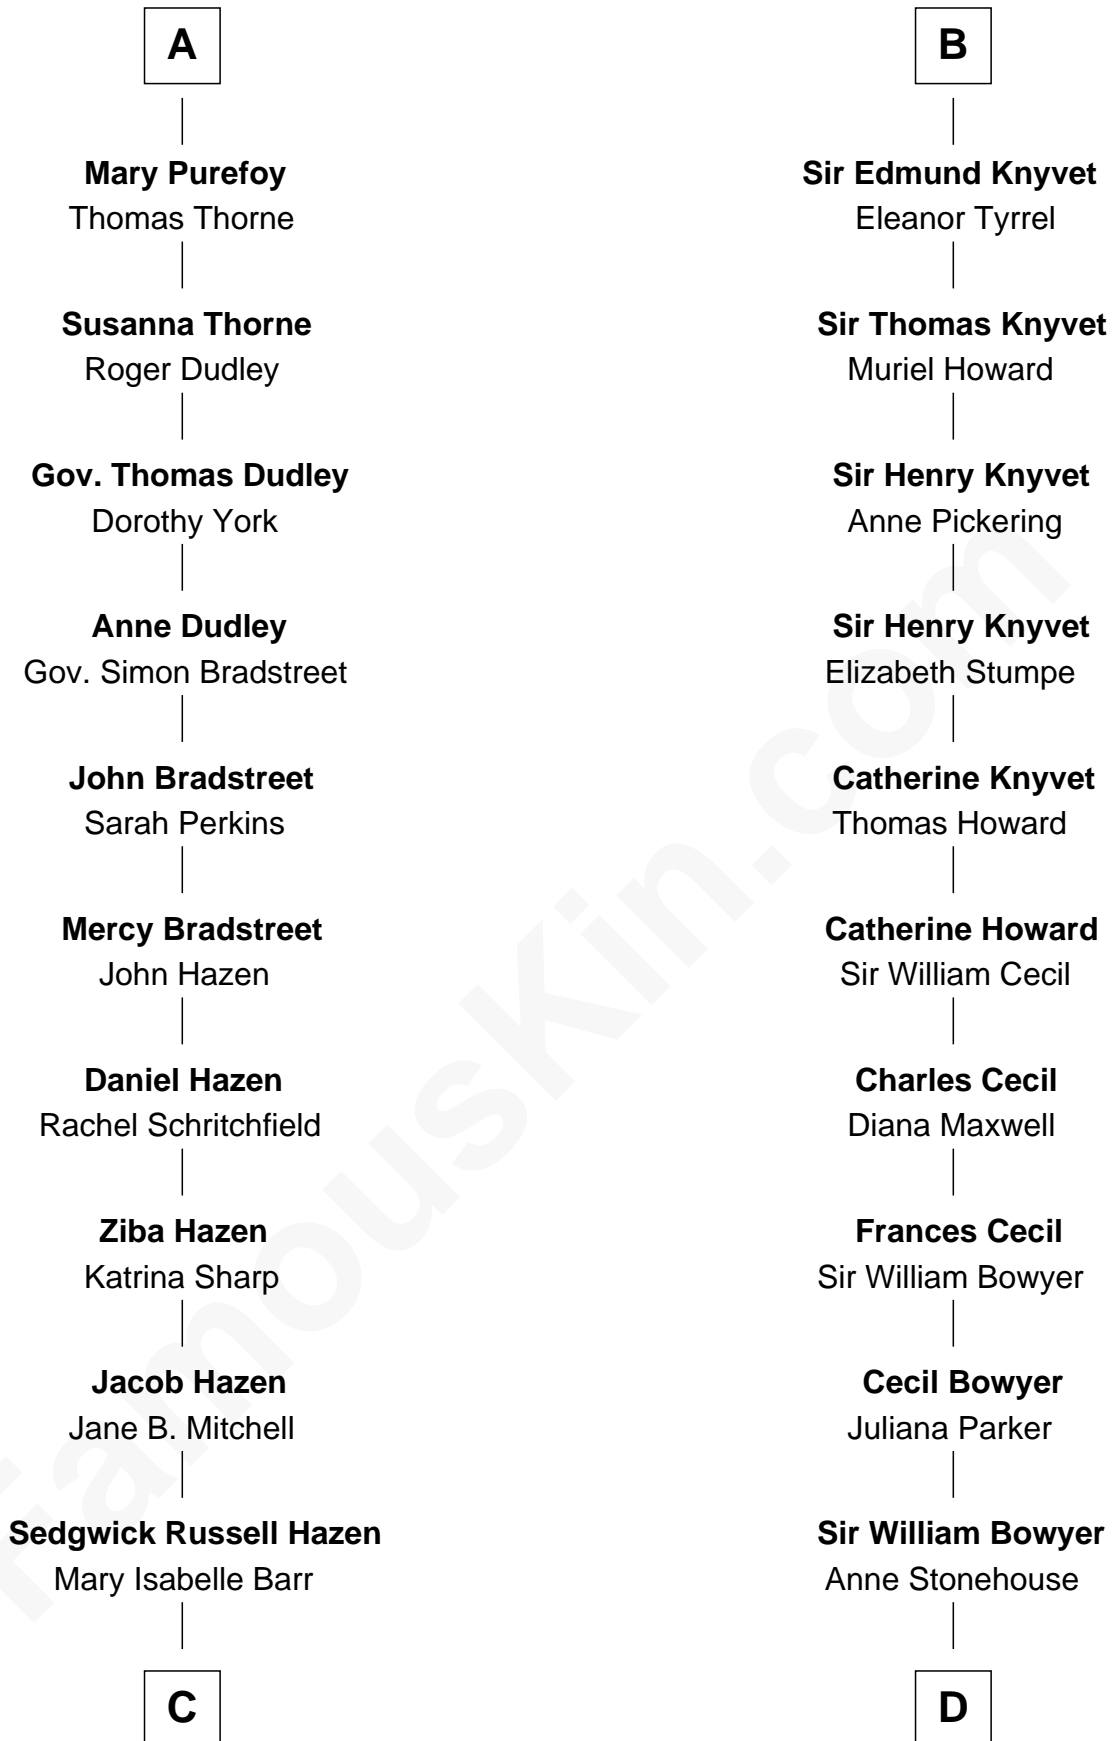 A
Mary Purefoy
Thomas Thorne
Susanna Thorne
Roger Dudley
Gov. Thomas Dudley
Dorothy York
Anne Dudley
Gov. Simon Bradstreet
John Bradstreet
Sarah Perkins
Mercy Bradstreet
John Hazen
Daniel Hazen
Rachel Schritchfield
Ziba Hazen
Katrina Sharp
Jacob Hazen
Jane B. Mitchell
Sedgwick Russell Hazen
Mary Isabelle Barr
C
B
Sir Edmund Knyvet
Eleanor Tyrrel
Sir Thomas Knyvet
Muriel Howard
Sir Henry Knyvet
Anne Pickering
Sir Henry Knyvet
Elizabeth Stumpe
Catherine Knyvet
Thomas Howard
Catherine Howard
Sir William Cecil
Charles Cecil
Diana Maxwell
Frances Cecil
Sir William Bowyer
Cecil Bowyer
Juliana Parker
Sir William Bowyer
Anne Stonehouse
D
FamousKin.com